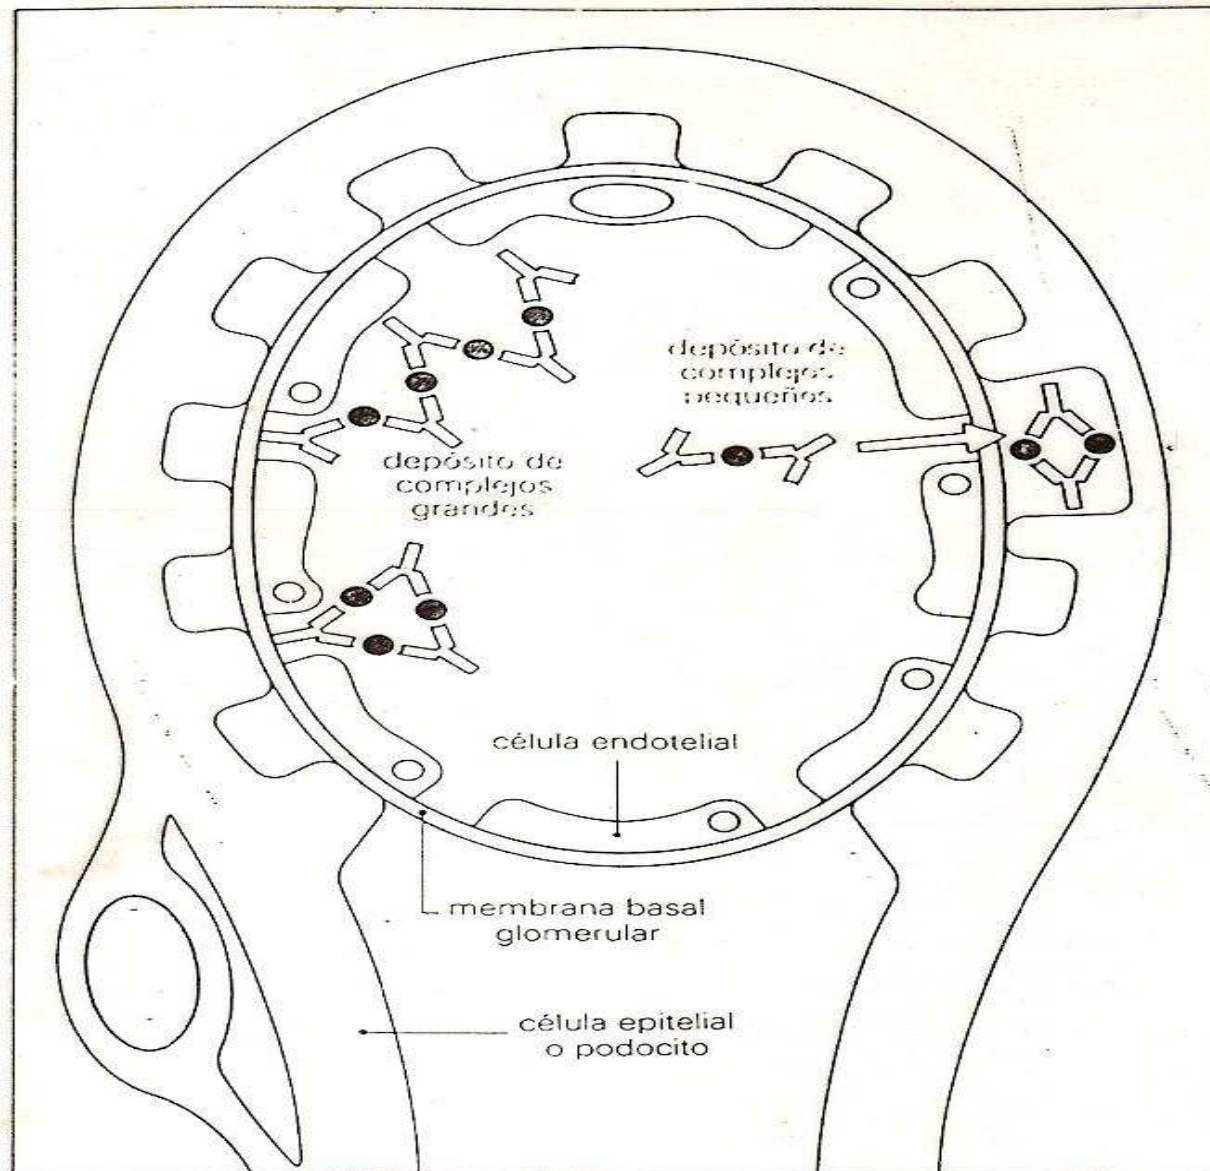 depósito de
complejos
pequeños
depósito de
complejos
grandes
célula endotelial
membrana basal
glomerular
célula epitelial
o podocito